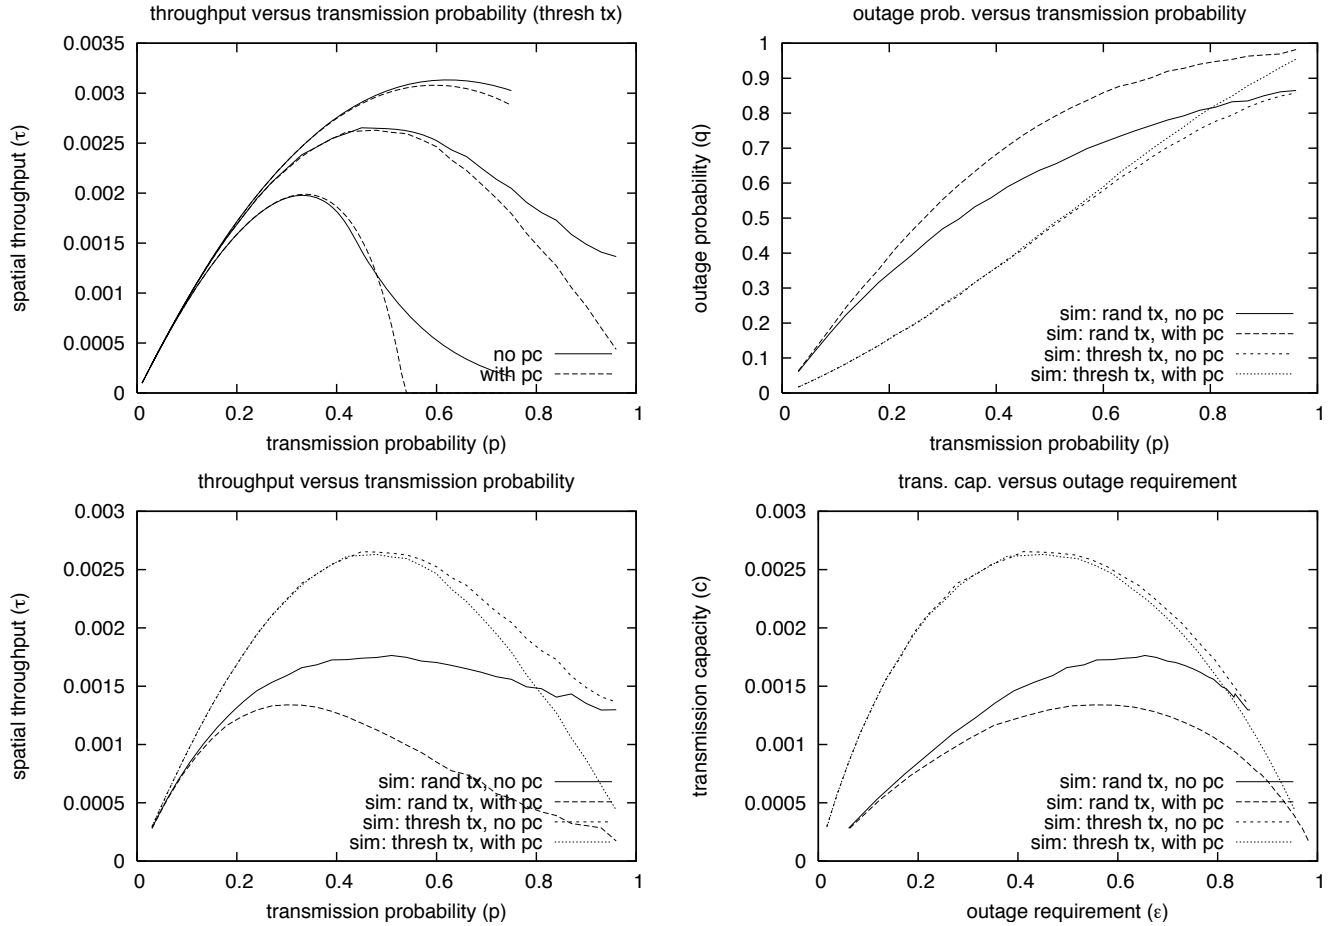 throughput versus transmission probability (thresh tx)
0.0035
0.003
0.0025
0.002
0.0015
0.001
0.0005
0
spatial throughput (τ)
no pc
with pc
0 0.2 0.4 0.6 0.8 1
transmission probability (p)
outage prob. versus transmission probability
1
0.9
0.8
0.7
0.6
0.5
0.4
0.3
0.2
0.1
0
outage probability (q)
sim: rand tx, no pc
sim: rand tx, with pc
sim: thresh tx, no pc
sim: thresh tx, with pc
0 0.2 0.4 0.6 0.8 1
transmission probability (p)
throughput versus transmission probability
0.003
0.0025
0.002
0.0015
0.001
0.0005
0
spatial throughput (τ)
sim: rand tx, no pc
sim: rand tx, with pc
sim: thresh tx, no pc
sim: thresh tx, with pc
0 0.2 0.4 0.6 0.8 1
transmission probability (p)
trans. cap. versus outage requirement
0.003
0.0025
0.002
0.0015
0.001
0.0005
0
transmission capacity (c)
sim: rand tx, no pc
sim: rand tx, with pc
sim: thresh tx, no pc
sim: thresh tx, with pc
0 0.2 0.4 0.6 0.8 1
outage requirement (ε)